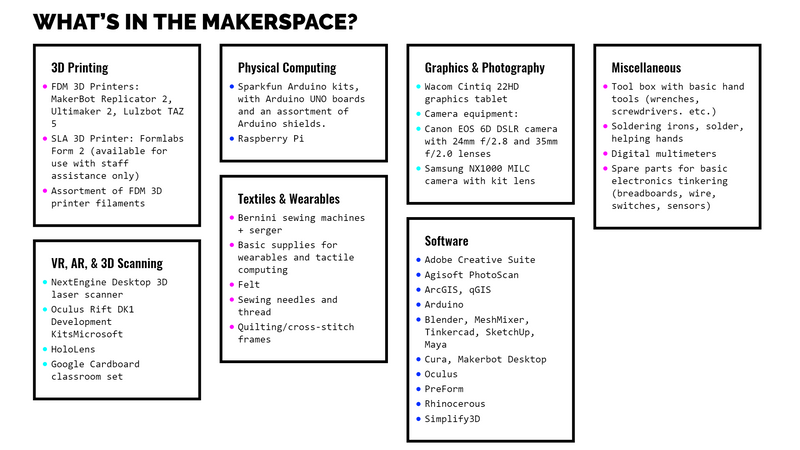 WHAT'S IN THE MAKERSPACE?
3D Printing
FDM 3D Printers:
MakerBot Replicator 2,
Ultimaker 2, Lulzbot TAZ
5
SLA 3D Printer: Formlabs
Form 2 (available for
use with staff
assistance only)
Assortment of FDM 3D
printer filaments
VR, AR, & 3D Scanning
NextEngine Desktop 3D
laser scanner
Oculus Rift DK1
Development
KitsMicrosoft
HoloLens
Google Cardboard
classroom set
Physical Computing
Sparkfun Arduino kits,
with Arduino UNO boards
and an assortment of
Arduino shields.
Raspberry Pi
Textiles & Wearables
Bernini sewing machines
+ serger
Basic supplies for
wearables and tactile
computing
Felt
Sewing needles and
thread
Quilting/cross-stitch
frames
Graphics & Photography
Wacom Cintiq 22HD
graphics tablet
Camera equipment:
Canon EOS 6D DSLR camera
with 24mm f/2.8 and 35mm
f/2.0 lenses
Samsung NX1000 MILC
camera with kit lens
Software
Adobe Creative Suite
Agisoft PhotoScan
ArcGIS, qGIS
Arduino
Blender, MeshMixer,
Tinkercad, SketchUp,
Maya
Cura, Makerbot Desktop
Oculus
PreForm
Rhinocerous
Simplify3D
Miscellaneous
Tool box with basic hand
tools (wrenches,
screwdrivers. etc.)
Soldering irons, solder,
helping hands
Digital multimeters
Spare parts for basic
electronics tinkering
(breadboards, wire,
switches, sensors)